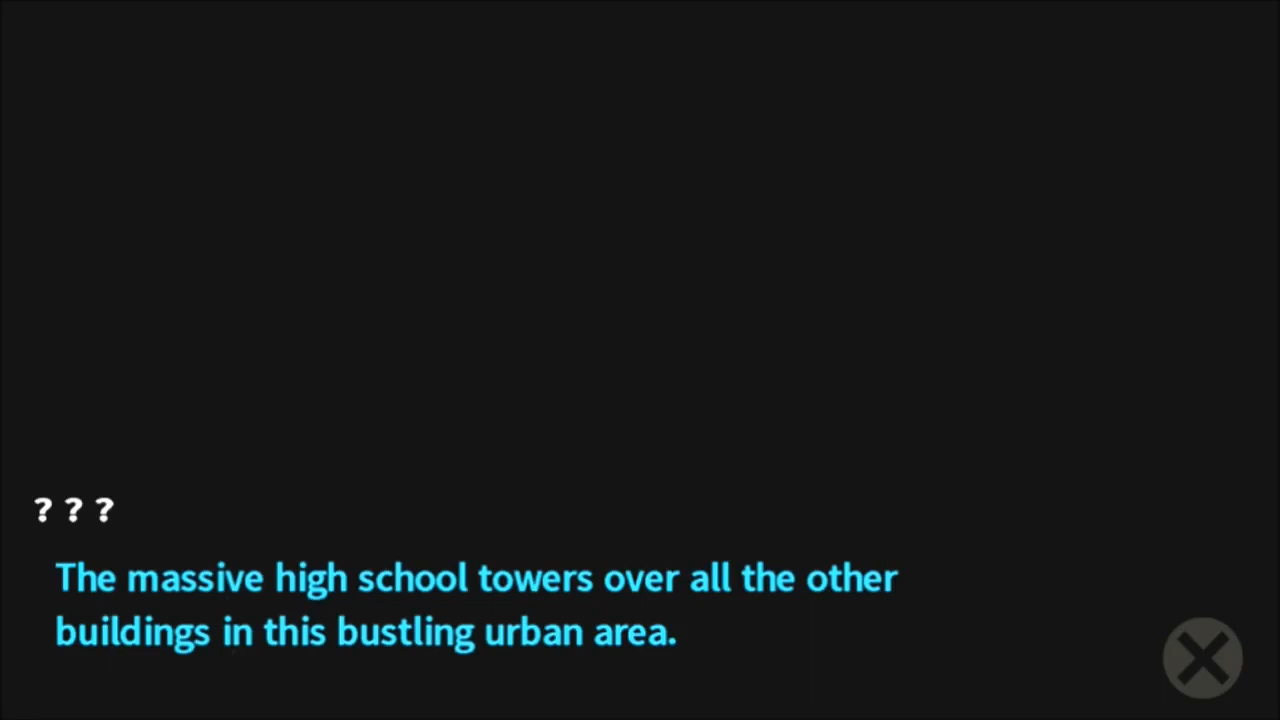 ? ? ?
The massive high school towers over all the other
buildings in this bustling urban area.